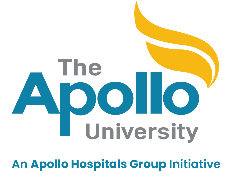 The
Apollo
University
An Apollo Hospitals Group Initiative